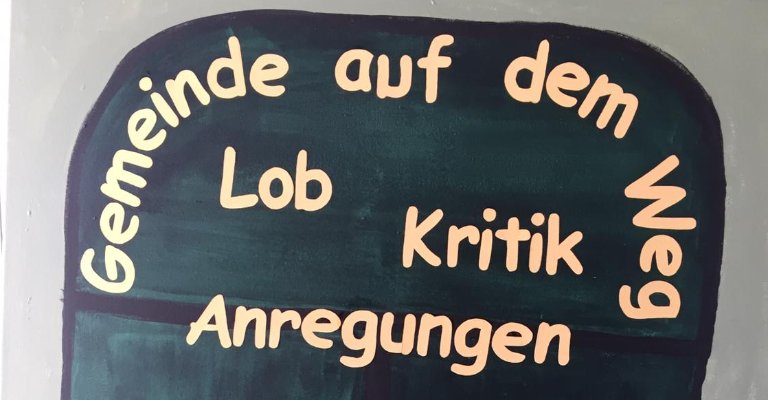 Gemeinde auf dem Weg
Lob
Kritik
Anregungen